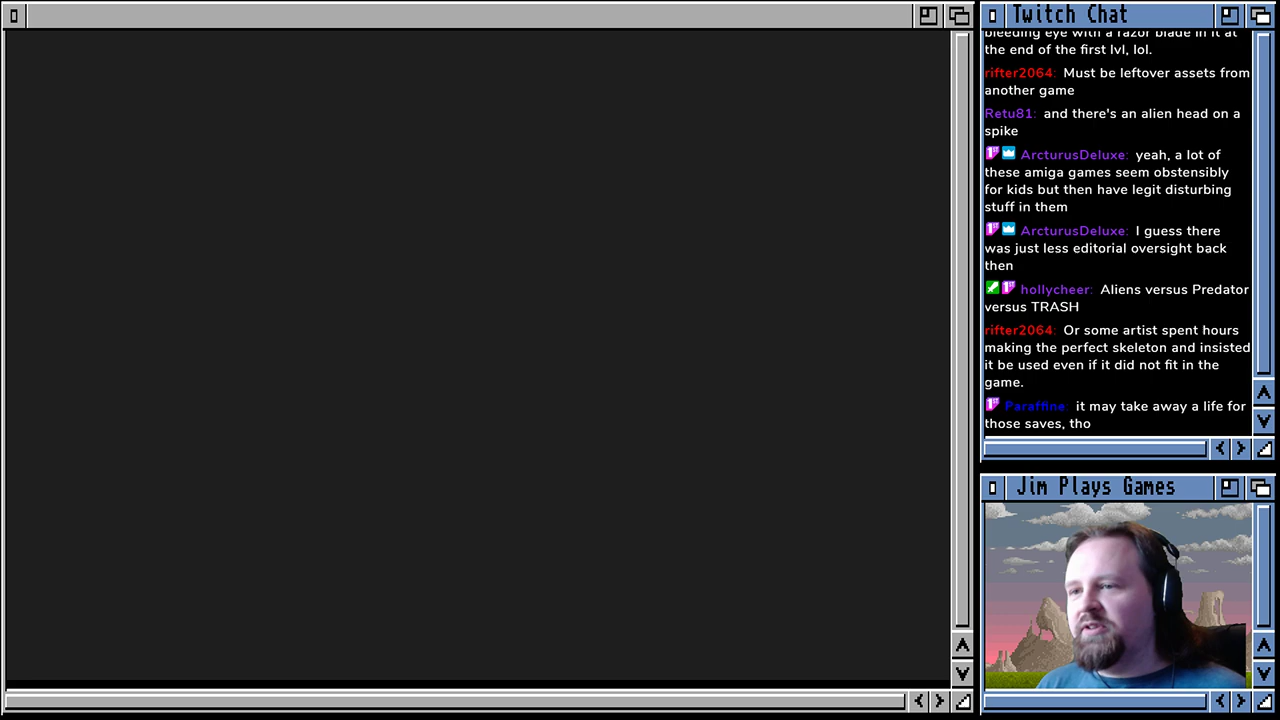 Twitch Chat
bleeding eye with a razor blade in it at
the end of the first lvl, lol.
rifter2064: Must be leftover assets from
another game
Retu81: and there's an alien head on a
spike
ArcturusDeluxe: yeah, a lot of
these amiga games seem obstensibly
for kids but then have legit disturbing
stuff in them
ArcturusDeluxe: I guess there
was just less editorial oversight back
then
hollycheer: Aliens versus Predator
versus TRASH
rifter2064: Or some artist spent hours
making the perfect skeleton and insisted
it be used even if it did not fit in the
game.
Paraffine: it may take away a life for
those saves, tho
Jim Plays Games